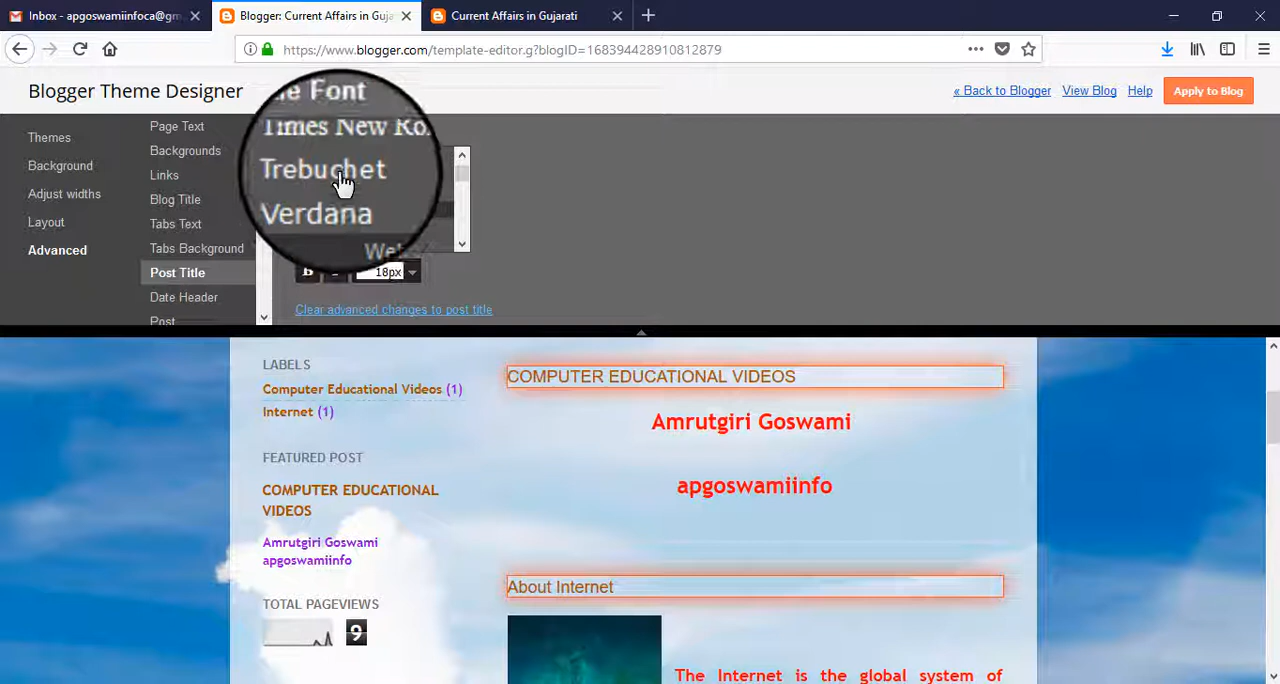 Inbox - apgoswamiinfoca@gm
Blogger: Current Affairs in Guja
Current Affairs in Gujarati
https://www.blogger.com/template-editor.g?blogID=168394428910812879
Blogger Theme Designer
« Back to Blogger
View Blog
Help
Apply to Blog
Themes
Background
Adjust widths
Layout
Advanced
Page Text
Backgrounds
Links
Blog Title
Tabs Text
Tabs Background
Post Title
Date Header
Post
Font
Times New Ro
Trebuchet
Verdana
We
B
18px
Clear advanced changes to post title
LABELS
Computer Educational Videos (1)
Internet (1)
FEATURED POST
COMPUTER EDUCATIONAL
VIDEOS
Amrutgiri Goswami
apgoswamiinfo
TOTAL PAGEVIEWS
9
COMPUTER EDUCATIONAL VIDEOS
Amrutgiri Goswami
apgoswamiinfo
About Internet
The Internet is the global system of